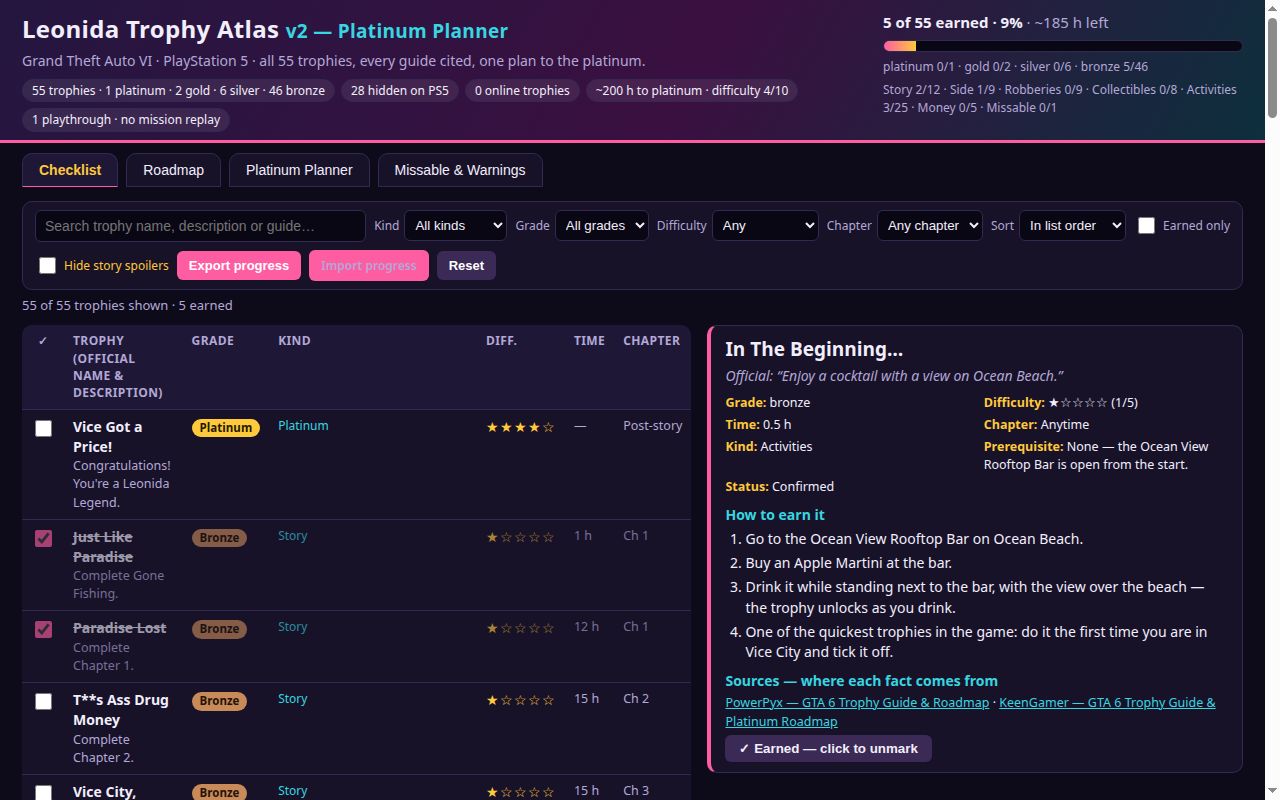 Leonida Trophy Atlas v2 — Platinum Planner
Grand Theft Auto VI · PlayStation 5 · all 55 trophies, every guide cited, one plan to the platinum.
55 trophies · 1 platinum · 2 gold · 6 silver · 46 bronze
28 hidden on PS5
0 online trophies
~200 h to platinum · difficulty 4/10
1 playthrough · no mission replay
5 of 55 earned · 9% · ~185 h left
platinum 0/1 · gold 0/2 · silver 0/6 · bronze 5/46
Story 2/12 · Side 1/9 · Robberies 0/9 · Collectibles 0/8 · Activities
3/25 · Money 0/5 · Missable 0/1
Checklist
Roadmap
Platinum Planner
Missable & Warnings
Search trophy name, description or guide…
Kind All kinds
Grade All grades
Difficulty Any
Chapter Any chapter
Sort In list order
Earned only
Hide story spoilers
Export progress
Import progress
Reset
55 of 55 trophies shown · 5 earned
✓ TROPHY (OFFICIAL NAME & DESCRIPTION) GRADE KIND DIFF. TIME CHAPTER
Vice Got a
Price!
Congratulations!
You're a Leonida
Legend.
Platinum
Platinum
★★★★☆
—
Post-story
Just Like
Paradise
Complete Gone
Fishing.
Bronze
Story
★☆☆☆☆
1 h
Ch 1
Paradise Lost
Complete
Chapter 1.
Bronze
Story
★☆☆☆☆
12 h
Ch 1
T**s Ass Drug
Money
Complete
Chapter 2.
Bronze
Story
★☆☆☆☆
15 h
Ch 2
Vice City,
Bronze
Story
★☆☆☆☆
15 h
Ch 3
In The Beginning…
Official: “Enjoy a cocktail with a view on Ocean Beach.”
Grade: bronze
Difficulty: ★☆☆☆☆ (1/5)
Time: 0.5 h
Chapter: Anytime
Kind: Activities
Prerequisite: None — the Ocean View
Rooftop Bar is open from the start.
Status: Confirmed
How to earn it
1. Go to the Ocean View Rooftop Bar on Ocean Beach.
2. Buy an Apple Martini at the bar.
3. Drink it while standing next to the bar, with the view over the beach —
the trophy unlocks as you drink.
4. One of the quickest trophies in the game: do it the first time you are in
Vice City and tick it off.
Sources — where each fact comes from
PowerPyx — GTA 6 Trophy Guide & Roadmap · KeenGamer — GTA 6 Trophy Guide &
Platinum Roadmap
✓ Earned — click to unmark